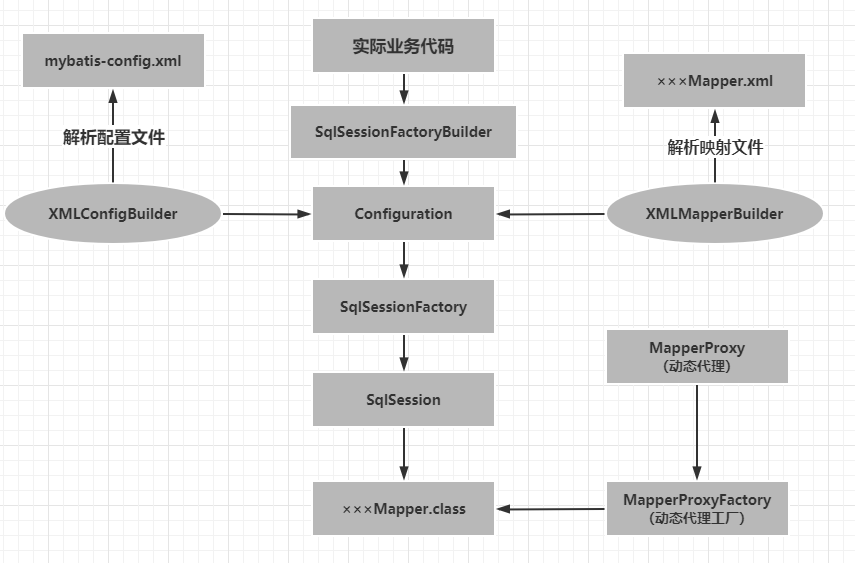 实际业务代码
mybatis-config.xml
×××Mapper.xml
SqlSessionFactoryBuilder
解析配置文件
解析映射文件
XMLConfigBuilder
Configuration
XMLMapperBuilder
SqlSessionFactory
MapperProxy
(动态代理)
SqlSession
×××Mapper.class
MapperProxyFactory
(动态代理工厂)